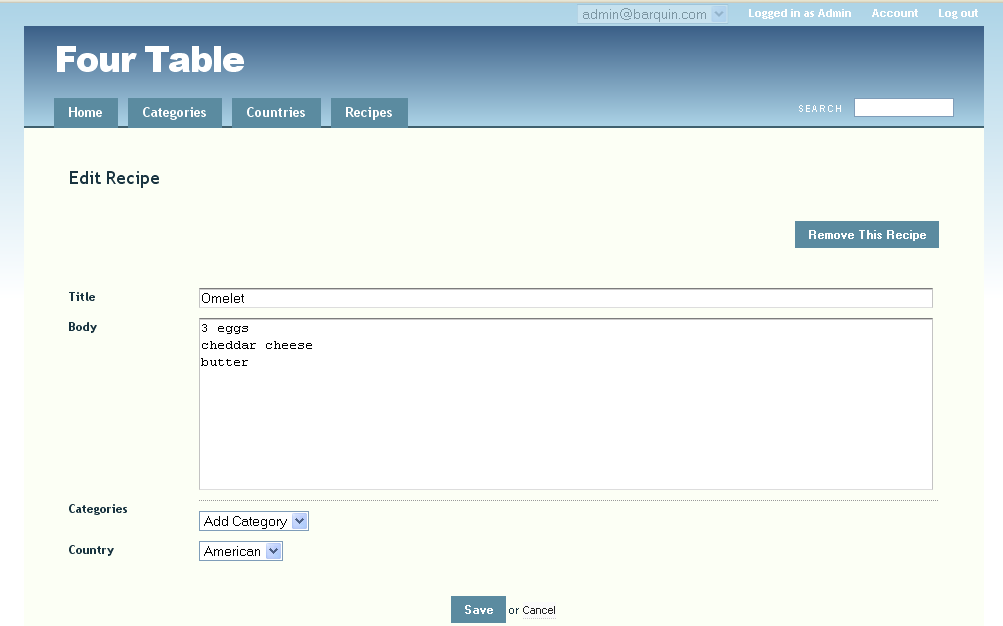 admin@barquin.com Logged in as Admin Account Log out
Four Table
Home Categories Countries Recipes SEARCH
Edit Recipe
Remove This Recipe
Title Omelet
Body 3 eggs
cheddar cheese
butter
Categories
Add Category
Country American
Save or Cancel